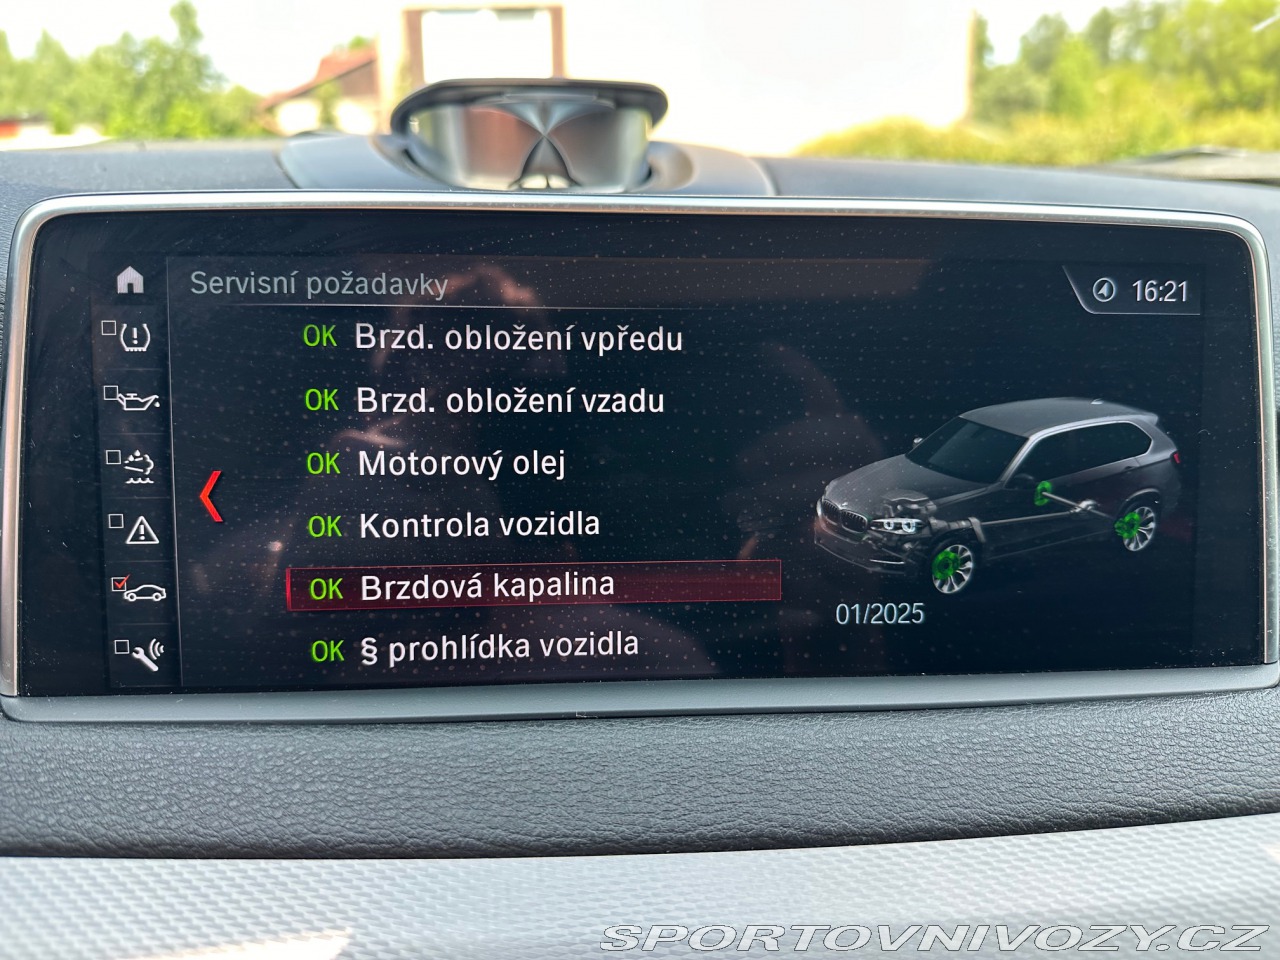 Servisní požadavky
16:21
OK Brzd. obložení vpředu
OK Brzd. obložení vzadu
OK Motorový olej
OK Kontrola vozidla
OK Brzdová kapalina
OK § prohlídka vozidla
01/2025
SPORTOVNIVOZY.CZ